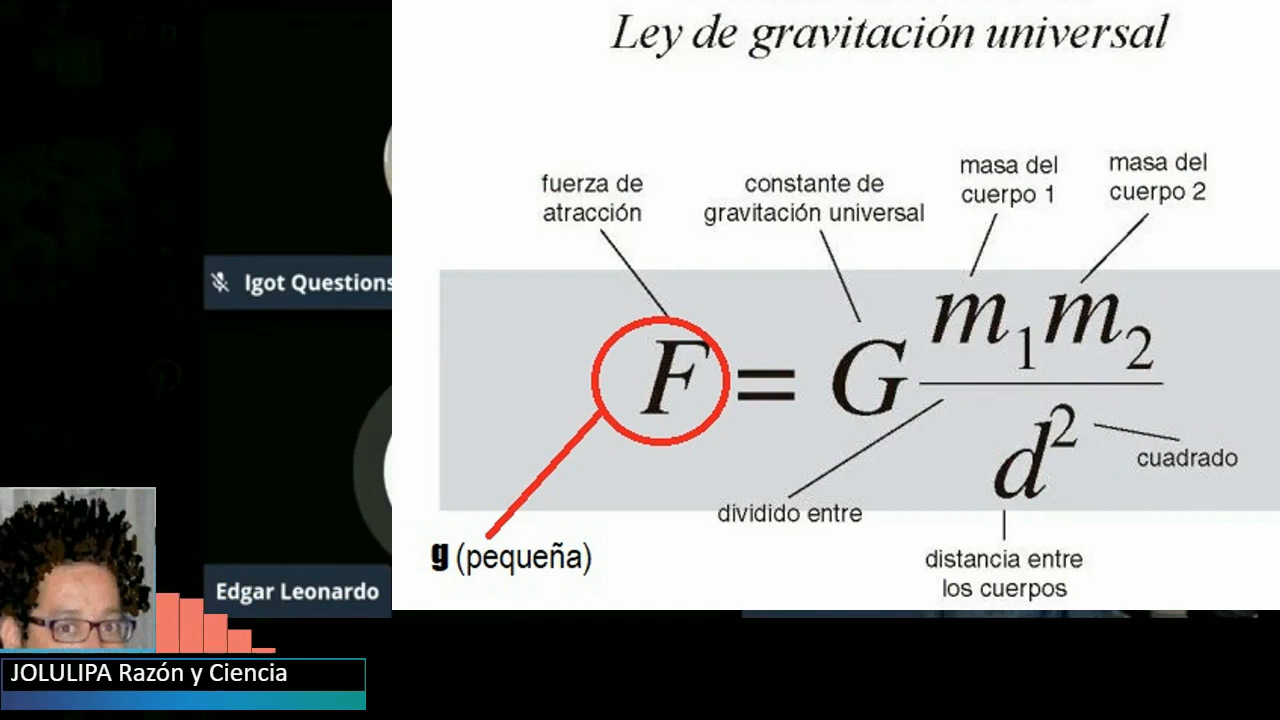 Ley de gravitación universal
fuerza de
atracción
constante de
gravitación universal
masa del
cuerpo 1
masa del
cuerpo 2
F = G m₁m₂
d²
cuadrado
dividido entre
distancia entre
los cuerpos
g (pequeña)
Igot Questions
Edgar Leonardo
JOLULIPA Razón y Ciencia